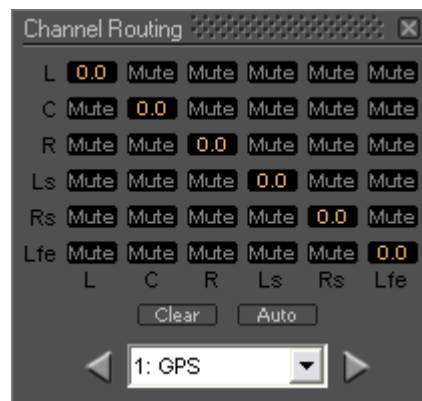 Channel Routing
L 0.0 Mute Mute Mute Mute Mute
C Mute 0.0 Mute Mute Mute Mute
R Mute Mute 0.0 Mute Mute Mute
Ls Mute Mute Mute 0.0 Mute Mute
Rs Mute Mute Mute Mute 0.0 Mute
Lfe Mute Mute Mute Mute Mute 0.0
L C R Ls Rs Lfe
Clear Auto
1: GPS